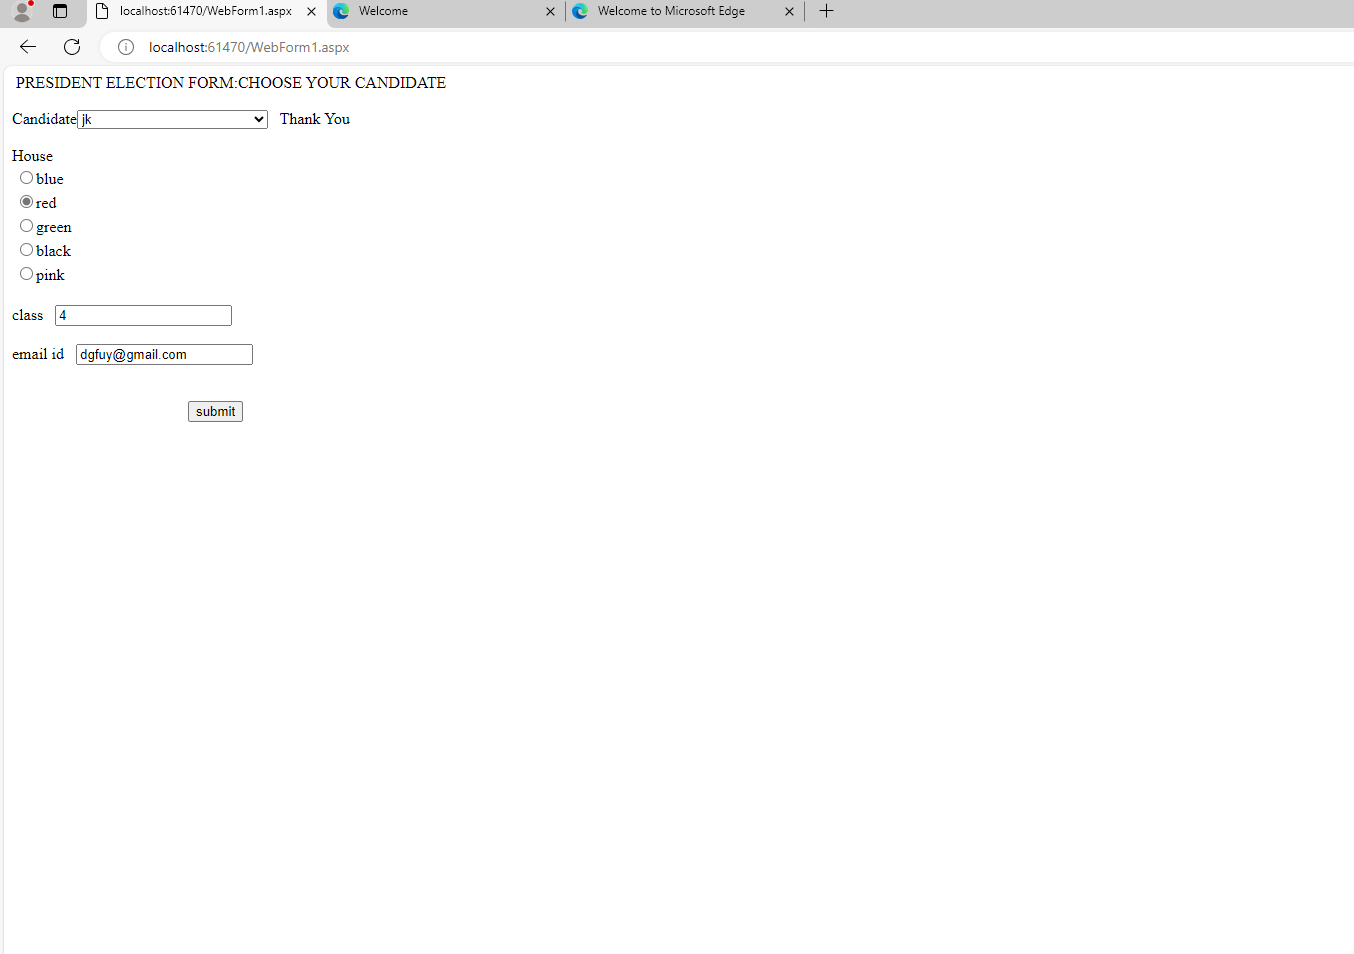 localhost:61470/WebForm1.aspx Welcome Welcome to Microsoft Edge
localhost:61470/WebForm1.aspx
PRESIDENT ELECTION FORM:CHOOSE YOUR CANDIDATE
Candidate jk Thank You
House
blue
red
green
black
pink
class 4
email id dgfuy@gmail.com
submit